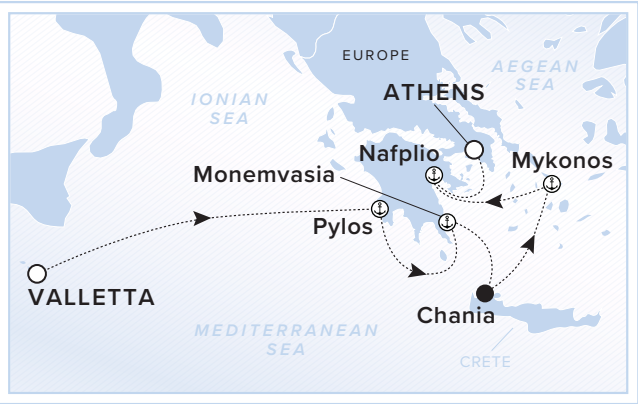 EUROPE
AEGEAN
SEA
ATHENS
IONIAN
SEA
Nafplio
Mykonos
Monemvasia
Pylos
VALLETTA
Chania
MEDITERRANEAN
SEA
CRETE